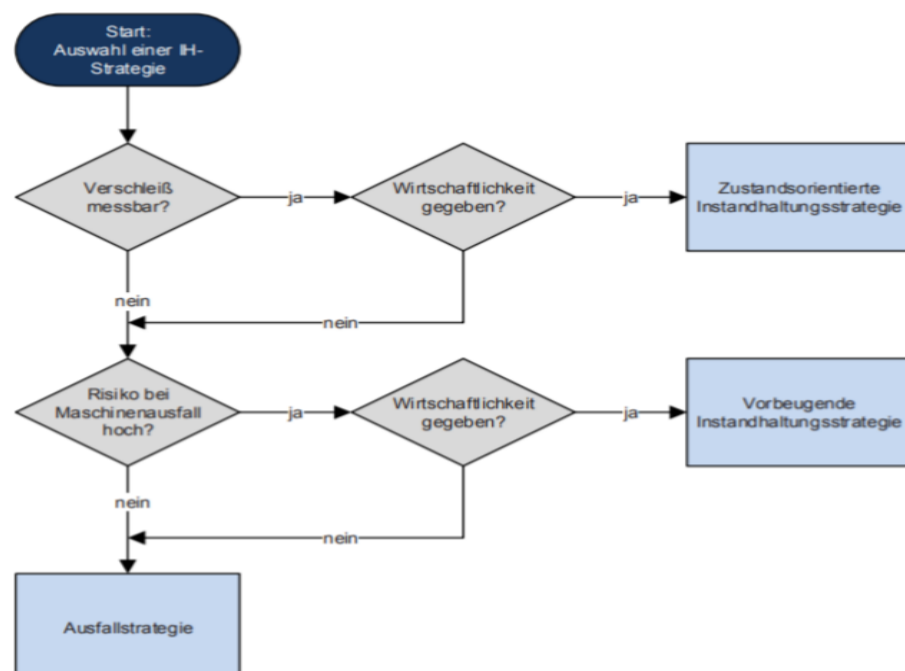 Start:
Auswahl einer IH-
Strategie
Verschleiß
messbar?
ja
Wirtschaftlichkeit
gegeben?
ja
Zustandsorientierte
Instandhaltungsstrategie
nein
nein
Risiko bei
Maschinenausfall
hoch?
ja
Wirtschaftlichkeit
gegeben?
ja
Vorbeugende
Instandhaltungsstrategie
nein
nein
Ausfallstrategie